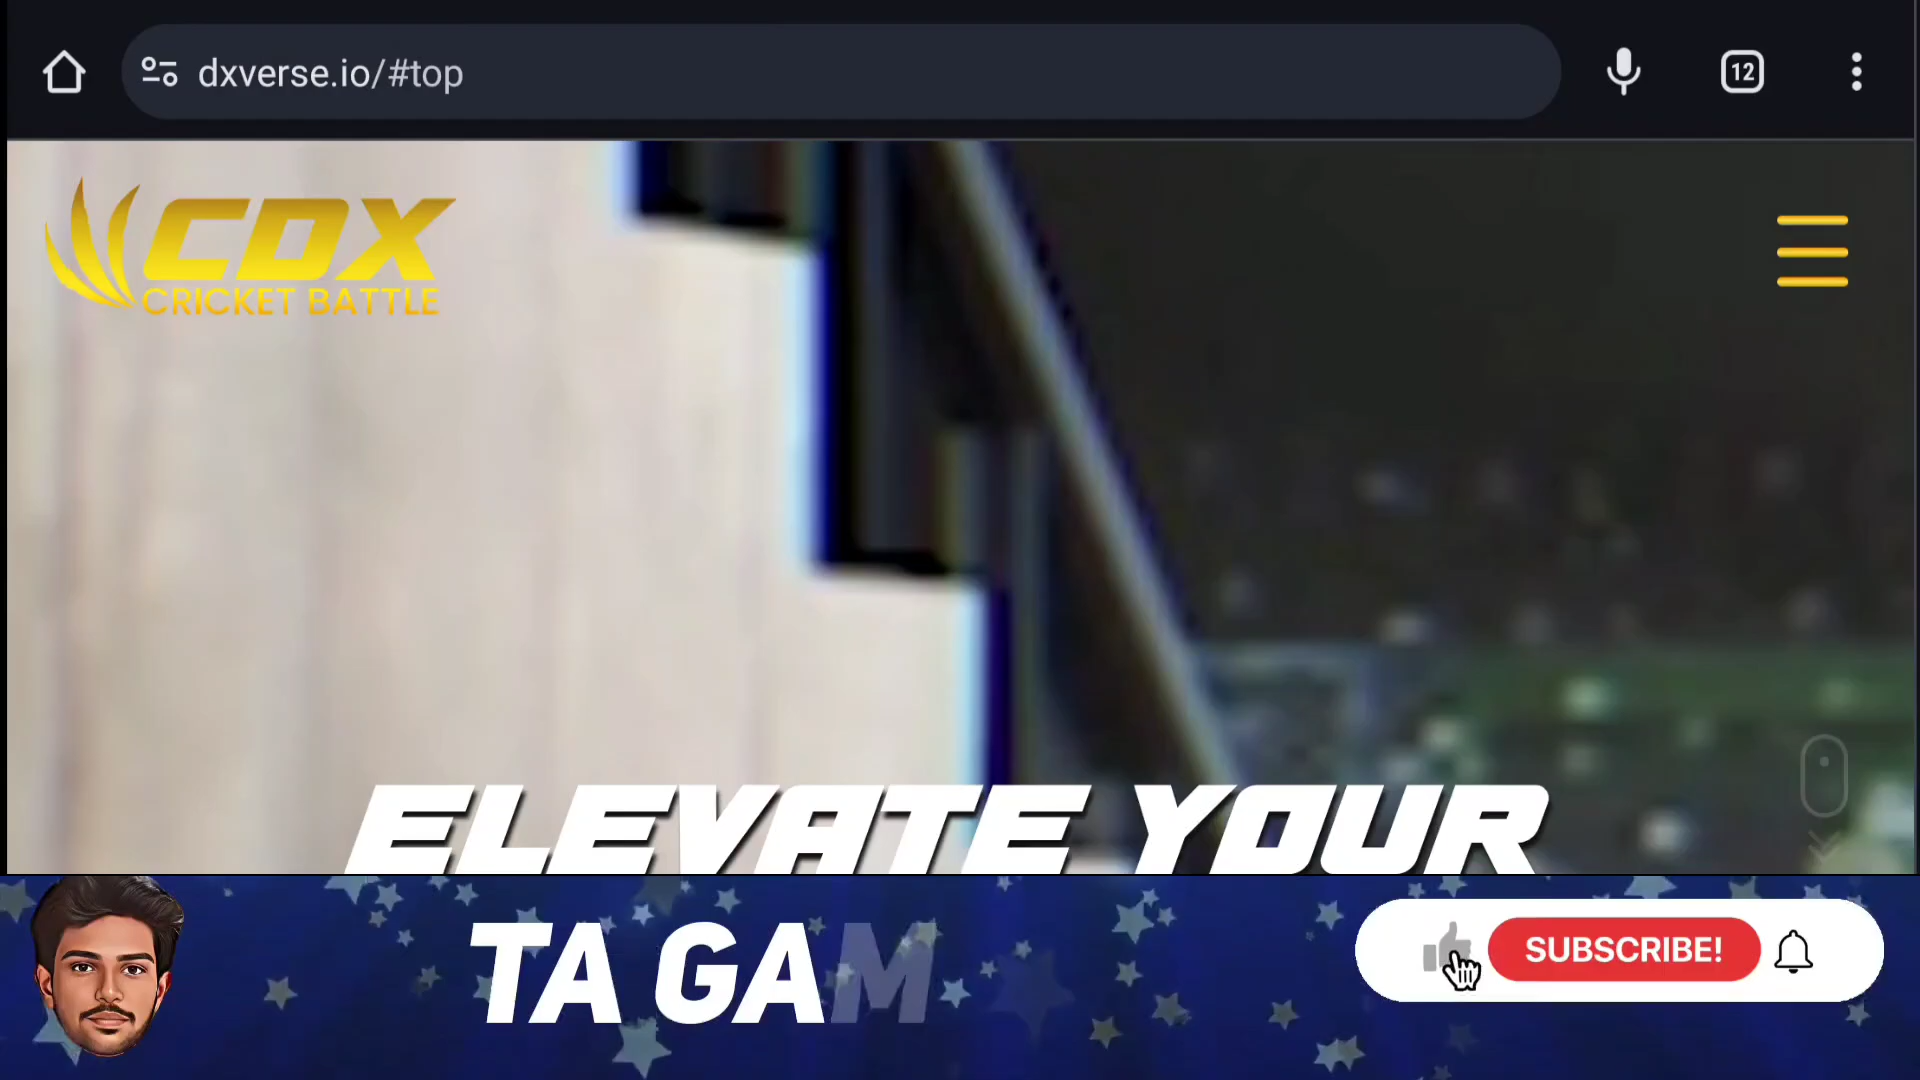 dxverse.io/#top
12
CDX
CRICKET BATTLE
ELEVATE YOUR
TA GAM
SUBSCRIBE!